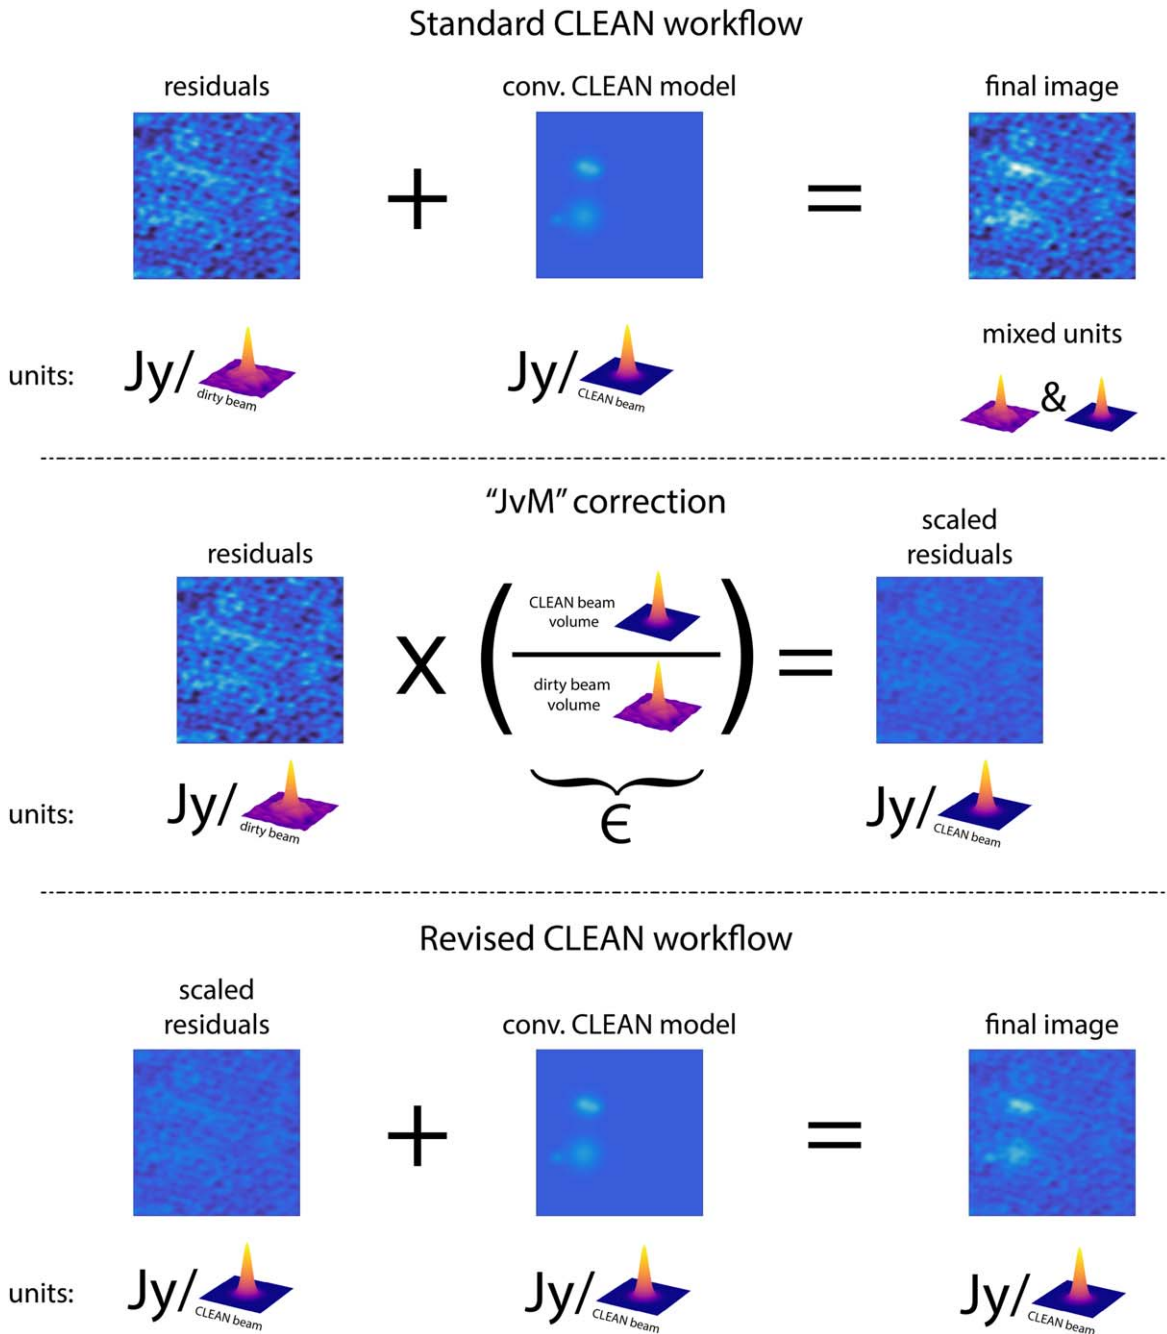 Standard CLEAN workflow
residuals
conv. CLEAN model
final image
+
=
units:
Jy/
dirty beam
Jy/
CLEAN beam
mixed units
&
“JvM” correction
residuals
x
(
CLEAN beam
volume
dirty beam
volume
)
=
scaled
residuals
units:
Jy/
dirty beam
ϵ
Jy/
CLEAN beam
Revised CLEAN workflow
scaled
residuals
conv. CLEAN model
final image
+
=
units:
Jy/
CLEAN beam
Jy/
CLEAN beam
Jy/
CLEAN beam